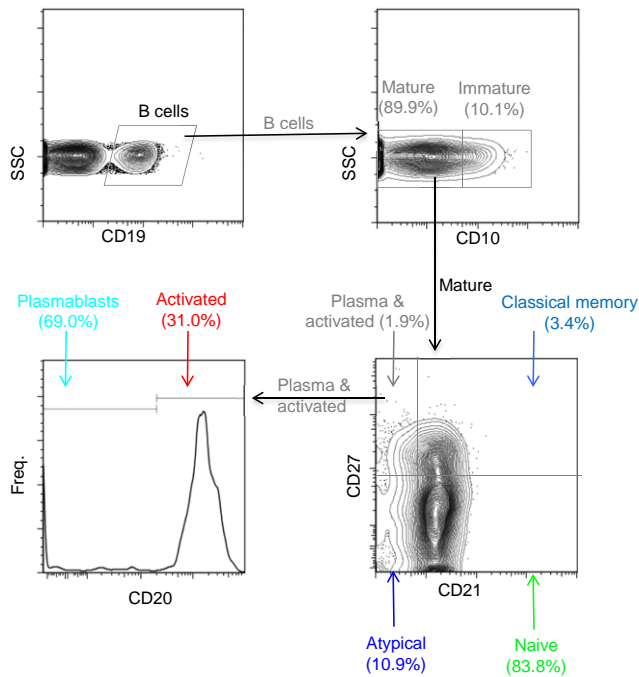 Mature
(89.9%)
Immature
(10.1%)
B cells
B cells
SSC
SSC
CD19
CD10
Mature
Plasmablasts
(69.0%)
Activated
(31.0%)
Plasma &
activated (1.9%)
Classical memory
(3.4%)
Plasma &
activated
Freq.
CD27
CD20
CD21
Atypical
(10.9%)
Naive
(83.8%)